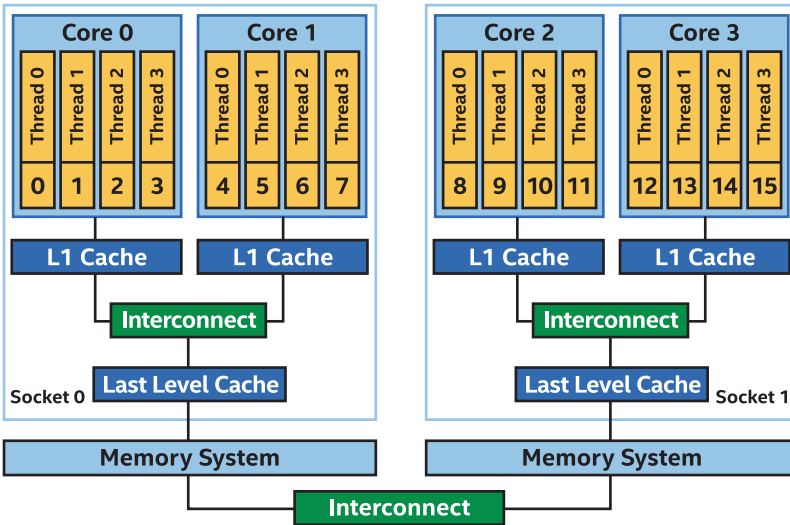 Core 0
Core 1
Core 2
Core 3
Thread 0
Thread 1
Thread 2
Thread 3
Thread 0
Thread 1
Thread 2
Thread 3
Thread 0
Thread 1
Thread 2
Thread 3
Thread 0
Thread 1
Thread 2
Thread 3
0 1 2 3
4 5 6 7
8 9 10 11
12 13 14 15
L1 Cache
L1 Cache
L1 Cache
L1 Cache
Interconnect
Interconnect
Last Level Cache
Last Level Cache
Socket 0
Socket 1
Memory System
Memory System
Interconnect